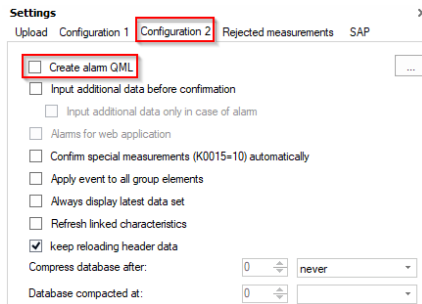 Settings
Upload Configuration 1 Configuration 2 Rejected measurements SAP
Create alarm QML
...
Input additional data before confirmation
Input additional data only in case of alarm
Alarms for web application
Confirm special measurements (K0015=10) automatically
Apply event to all group elements
Always display latest data set
Refresh linked characteristics
keep reloading header data
Compress database after: 0 never
Database compacted at: 0